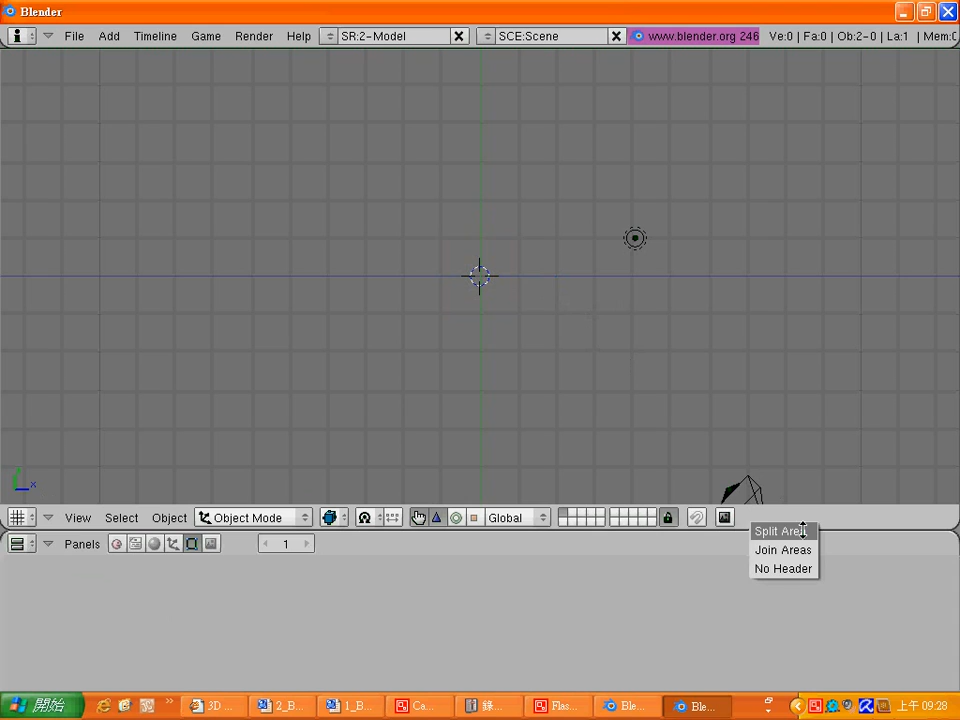 Blender
File Add Timeline Game Render Help SR:2-Model SCE:Scene www.blender.org 246 Ve:0 | Fa:0 | Ob:2-0 | La:1 | Mem:0
x
View Select Object Object Mode Global
Split Area
Join Areas
No Header
Panels 1
開始 3D ... 2_B... 1_B... Ca... 錄... Flas... Ble... Ble... 上午 09:28